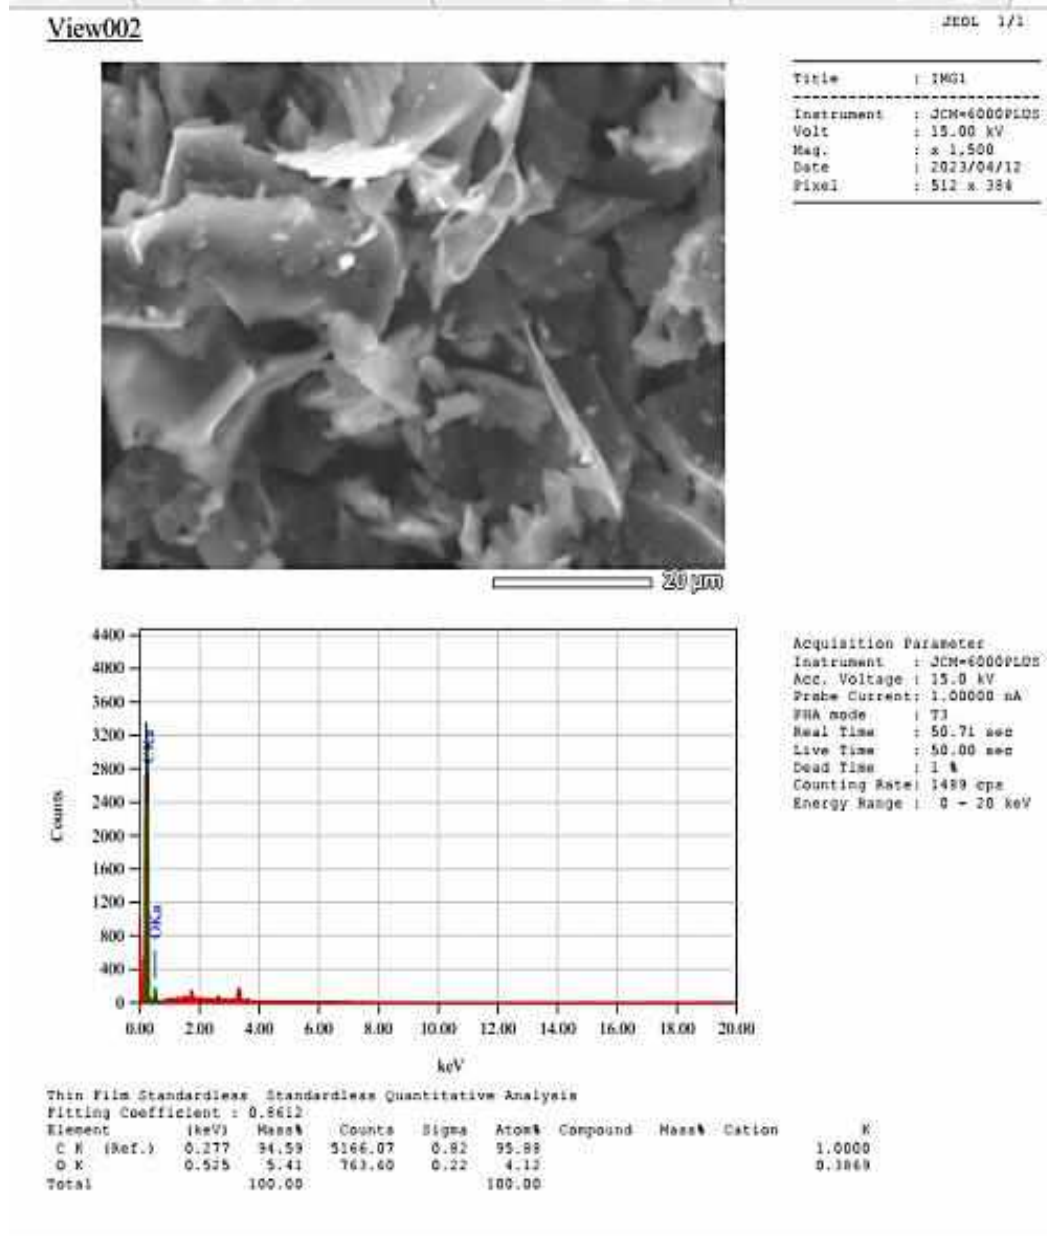 View002
JEOL 1/1
Title : IMG1
Instrument : JCM-6000PLUS
Volt : 15.00 kV
Mag. : x 1,500
Date : 2023/04/12
Pixel : 512 x 384
20 µm
4400
4000
3600
3200
2800
2400
2000
1600
1200
800
400
0
Counts
CKa
OKa
0.00 2.00 4.00 6.00 8.00 10.00 12.00 14.00 16.00 18.00 20.00
keV
Acquisition Parameter
Instrument : JCM-6000PLUS
Acc. Voltage : 15.0 kV
Probe Current: 1.00000 nA
PHA mode : T3
Real Time : 50.71 sec
Live Time : 50.00 sec
Dead Time : 1 %
Counting Rate: 1489 cps
Energy Range : 0 - 20 keV
Thin Film Standardless Standardless Quantitative Analysis
Fitting Coefficient : 0.8612
Element (keV) Mass% Counts Sigma Atom% Compound Mass% Cation K
C K (Ref.) 0.277 94.59 5166.07 0.82 95.88 1.0000
O K 0.525 5.41 763.60 0.22 4.12 0.3869
Total 100.00 100.00